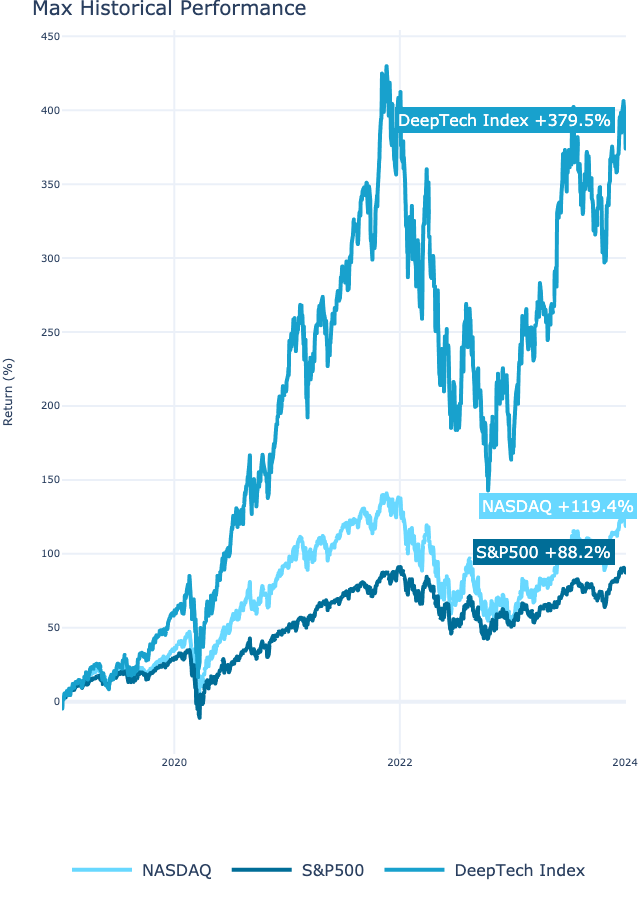 Max Historical Performance
450
400
350
300
250
200
150
100
50
0
Return (%)
DeepTech Index +379.5%
NASDAQ +119.4%
S&P500 +88.2%
2020
2022
2024
NASDAQ
S&P500
DeepTech Index